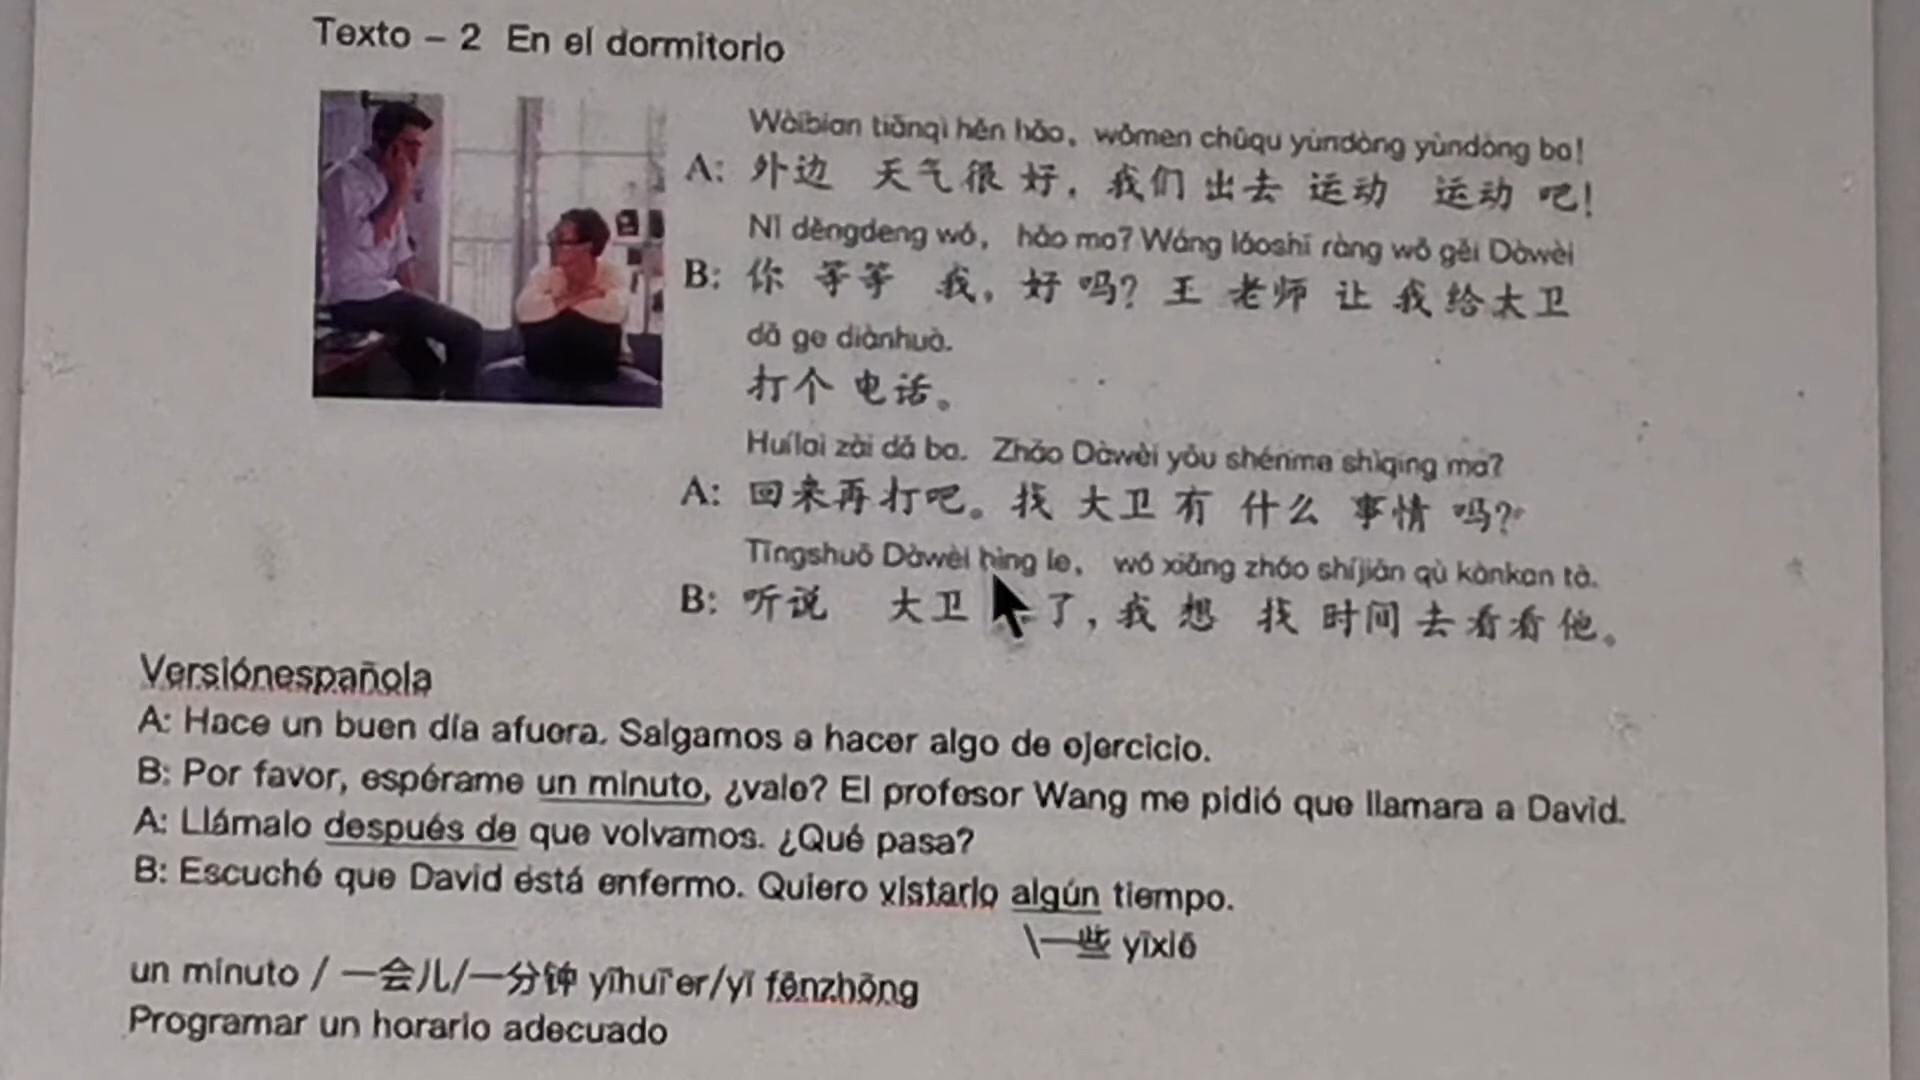 Texto – 2 En el dormitorio
Wàibian tiānqì hěn hǎo, wǒmen chūqu yùndòng yùndòng ba!
A: 外边 天气很 好, 我们 出去 运动 运动 吧!
Nǐ děngdeng wǒ, hǎo ma? Wáng lǎoshī ràng wǒ gěi Dàwèi
B: 你 等等 我, 好 吗? 王 老师 让 我 给大卫
dǎ ge diànhuà.
打个 电话。
Huílai zài dǎ ba. Zhǎo Dàwèi yǒu shénme shìqing ma?
A: 回来再打吧。找 大卫 有 什么 事情 吗?
Tīngshuō Dàwèi le, wǒ xiǎng zhǎo shíjiān qù kànkan tā.
B: 听说 大卫 了, 我 想 找 时间 去 看看 他。
Versiónespañola
A: Hace un buen día afuera. Salgamos a hacer algo de ejercicio.
B: Por favor, espérame un minuto, ¿vale? El profesor Wang me pidió que llamara a David.
A: Llámalo después de que volvamos. ¿Qué pasa?
B: Escuché que David está enfermo. Quiero vistarlo algún tiempo.
\一些 yīxiē
un minuto / 一会儿/一分钟 yīhuǐ'er/yī fēnzhōng
Programar un horario adecuado